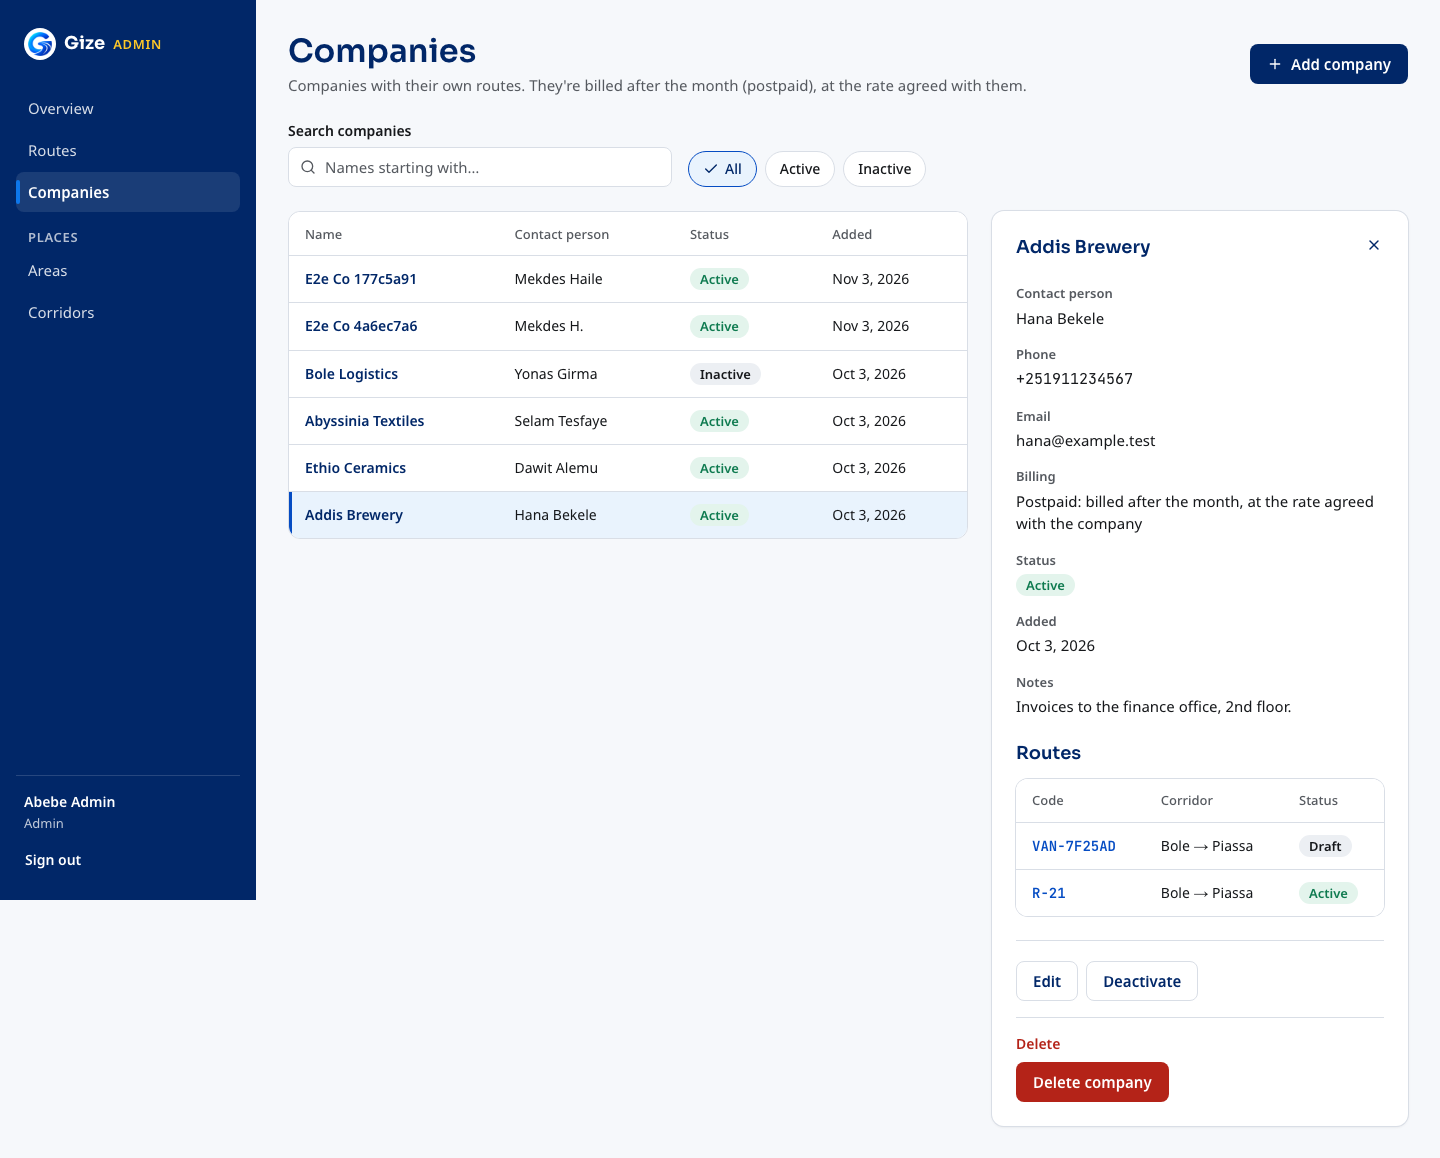 Gize ADMIN
Overview
Routes
Companies
PLACES
Areas
Corridors
Abebe Admin
Admin
Sign out
Companies
Companies with their own routes. They're billed after the month (postpaid), at the rate agreed with them.
+ Add company
Search companies
Names starting with...
All
Active
Inactive
Name Contact person Status Added
E2e Co 177c5a91 Mekdes Haile Active Nov 3, 2026
E2e Co 4a6ec7a6 Mekdes H. Active Nov 3, 2026
Bole Logistics Yonas Girma Inactive Oct 3, 2026
Abyssinia Textiles Selam Tesfaye Active Oct 3, 2026
Ethio Ceramics Dawit Alemu Active Oct 3, 2026
Addis Brewery Hana Bekele Active Oct 3, 2026
Addis Brewery
Contact person
Hana Bekele
Phone
+251911234567
Email
hana@example.test
Billing
Postpaid: billed after the month, at the rate agreed
with the company
Status
Active
Added
Oct 3, 2026
Notes
Invoices to the finance office, 2nd floor.
Routes
Code Corridor Status
VAN-7F25AD Bole → Piassa Draft
R-21 Bole → Piassa Active
Edit
Deactivate
Delete
Delete company